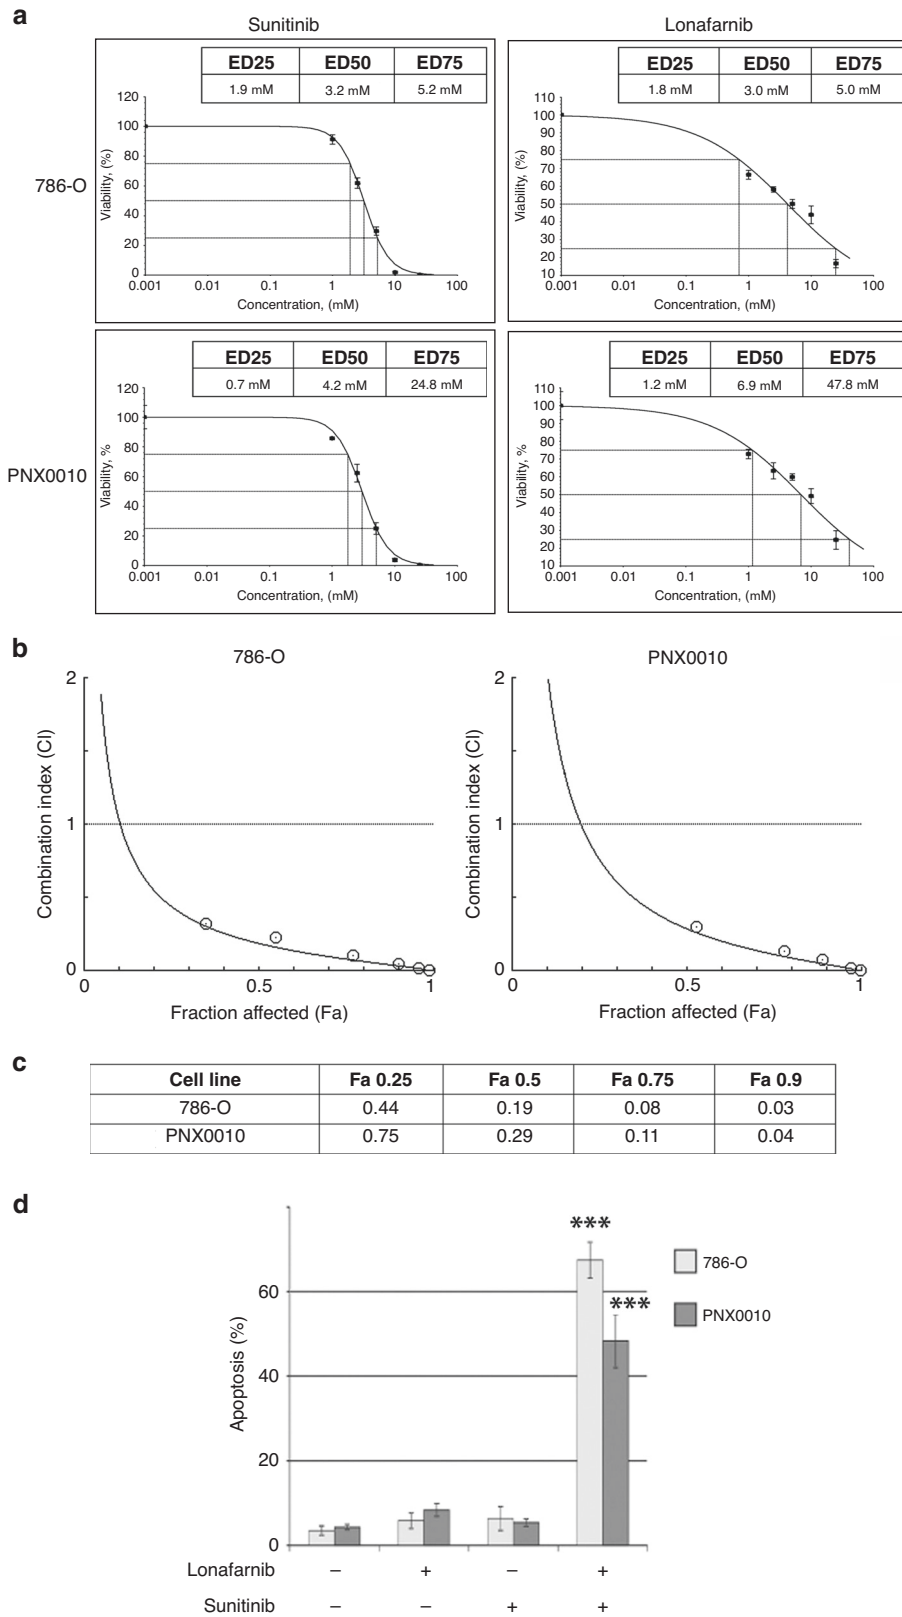 a
Sunitinib
Lonafarnib
786-O
ED25 ED50 ED75
1.9 mM 3.2 mM 5.2 mM
120
100
80
60
40
20
0
Viability, (%)
0.001 0.01 0.1 1 10 100
Concentration, (mM)
ED25 ED50 ED75
1.8 mM 3.0 mM 5.0 mM
110
100
90
80
70
60
50
40
30
20
10
Viability, (%)
0.001 0.01 0.1 1 10 100
Concentration, (mM)
PNX0010
ED25 ED50 ED75
0.7 mM 4.2 mM 24.8 mM
120
100
80
60
40
20
0
Viability, %
0.001 0.01 0.1 1 10 100
Concentration, (mM)
ED25 ED50 ED75
1.2 mM 6.9 mM 47.8 mM
110
100
90
80
70
60
50
40
30
20
10
Viability, %
0.001 0.01 0.1 1 10 100
Concentration, (mM)
b
786-O
2
1
0
Combination index (CI)
0 0.5 1
Fraction affected (Fa)
PNX0010
2
1
0
Combination index (CI)
0 0.5 1
Fraction affected (Fa)
c
Cell line Fa 0.25 Fa 0.5 Fa 0.75 Fa 0.9
786-O 0.44 0.19 0.08 0.03
PNX0010 0.75 0.29 0.11 0.04
d
60
40
20
0
Apoptosis (%)
***
***
786-O
PNX0010
Lonafarnib – + – +
Sunitinib – – + +